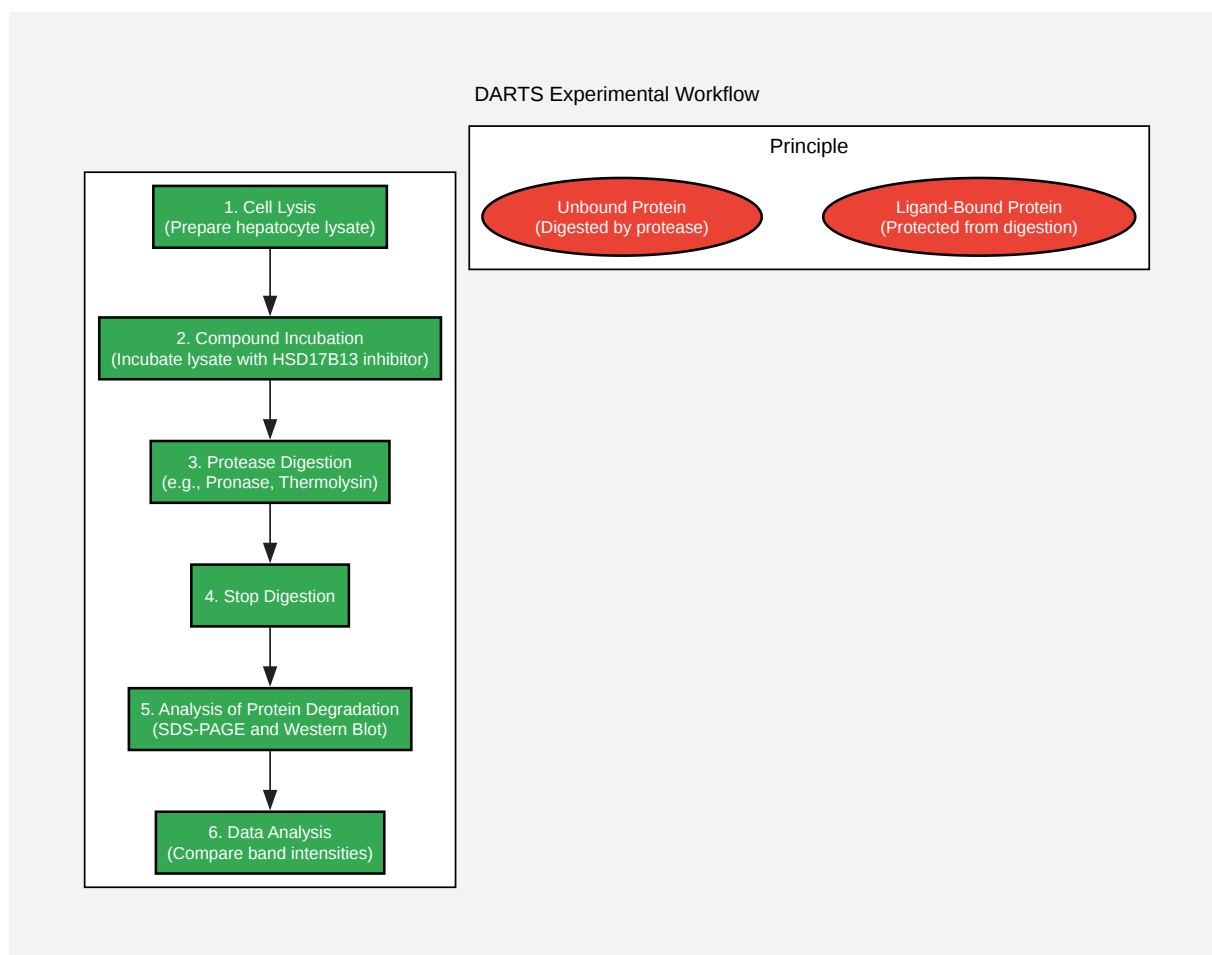 DARTS Experimental Workflow
Principle
Unbound Protein
(Digested by protease)
Ligand-Bound Protein
(Protected from digestion)
1. Cell Lysis
(Prepare hepatocyte lysate)
2. Compound Incubation
(Incubate lysate with HSD17B13 inhibitor)
3. Protease Digestion
(e.g., Pronase, Thermolysin)
4. Stop Digestion
5. Analysis of Protein Degradation
(SDS-PAGE and Western Blot)
6. Data Analysis
(Compare band intensities)